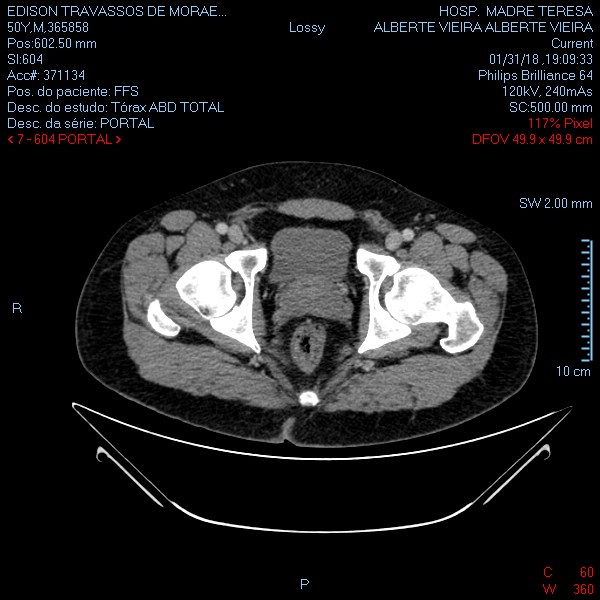 EDISON TRAVASSOS DE MORAE...
50Y,M,365858
Pos:602.50 mm
SI:604
Acc#: 371134
Pos. do paciente: FFS
Desc. do estudo: Tórax ABD TOTAL
Desc. da série: PORTAL
< 7 - 604 PORTAL >
Lossy
HOSP. MADRE TERESA
ALBERTE VIEIRA ALBERTE VIEIRA
Current
01/31/18 ,19:09:33
Philips Brilliance 64
120kV, 240mAs
SC:500.00 mm
117% Pixel
DFOV 49.9 x 49.9 cm
SW 2.00 mm
R
10 cm
P
C 60
W 360